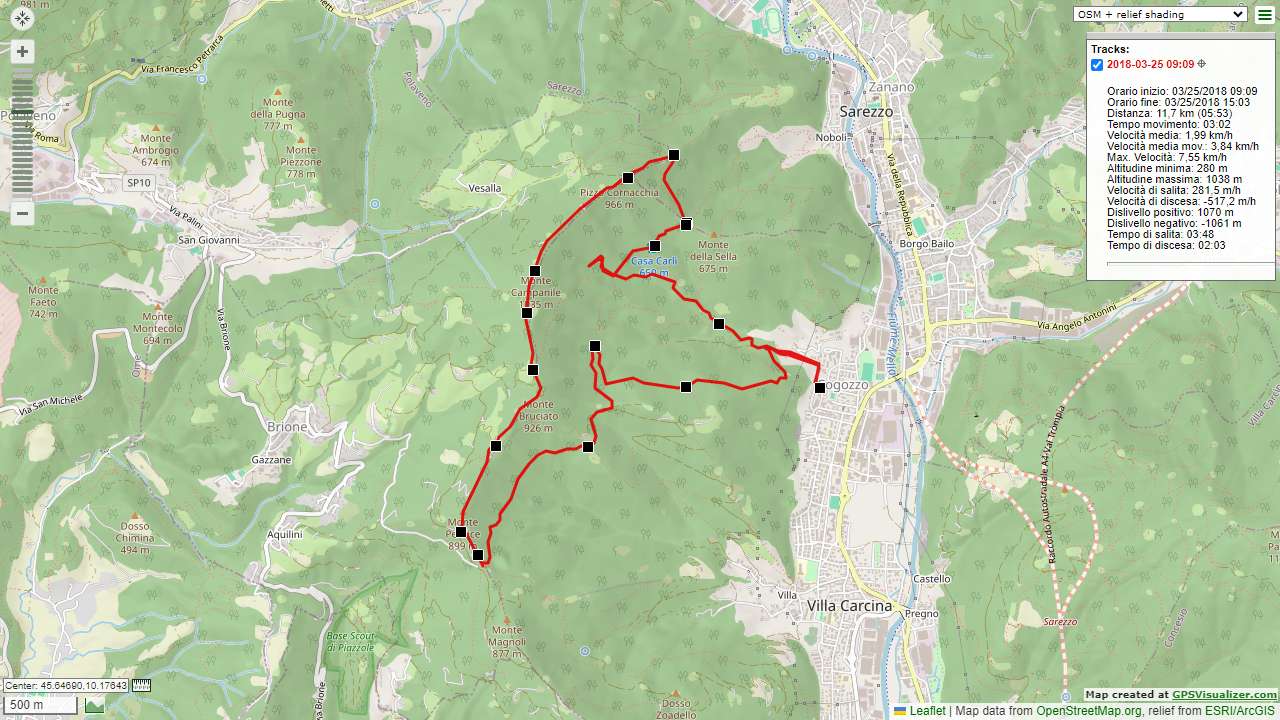 981 m
OSM + relief shading
Tracks:
2018-03-25 09:09
Orario inizio: 03/25/2018 09:09
Orario fine: 03/25/2018 15:03
Distanza: 11,7 km (05:53)
Tempo movimento: 03:02
Velocità media: 1,99 km/h
Velocità media mov.: 3,84 km/h
Max. Velocità: 7,55 km/h
Altitudine minima: 280 m
Altitudine massima: 1038 m
Velocità di salita: 281,5 m/h
Velocità di discesa: -517,2 m/h
Dislivello positivo: 1070 m
Dislivello negativo: -1061 m
Tempo di salita: 03:48
Tempo di discesa: 02:03
Via Francesco Petrarca
Polaveno
Sarezzo
Zanano
Sarezzo
Noboli
Via della Repubblica
Monte
della Pugna
777 m
Monte
Ambrogio
674 m
Monte
Piezzone
778 m
SP10
Via Palini
Vesalla
San Giovanni
Pizzo Cornacchia
966 m
Borgo Bailo
Monte
della Sella
675 m
Casa Carli
650 m
Monte
Faeto
742 m
Monte
Montecolo
694 m
Ome
Via Brione
Monte
Campanile
Fiume Mella
Via Angelo Antonini
Cogozzo
Via San Michele
Brione
Gazzane
Monte
Bruciato
926 m
Via Care
Raccordo Autostradale A4-Val Trompia
Dosso
Chimina
494 m
Aquilini
Monte
899 m
Castello
Villa
Villa Carcina
Pregno
Concesio
Sarezzo
Base Scout
di Piazzole
Monte
Magnoli
877 m
Via Brione
Dosso
Zoadello
Center: 45.64690,10.17843
500 m
Map created at GPSVisualizer.com
Leaflet | Map data from OpenStreetMap.org, relief from ESRI/ArcGIS